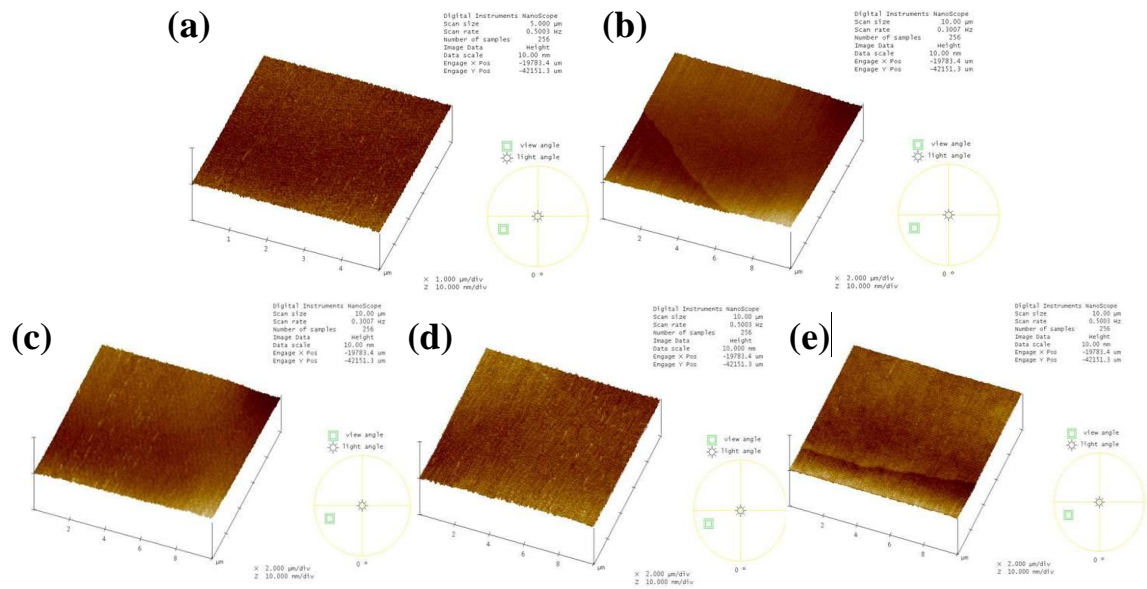 (a)
Digital Instruments NanoScope
Scan size 5.000 µm
Scan rate 0.5003 Hz
Number of samples 256
Image Data Height
Data scale 10.00 nm
Engage X Pos -19783.4 um
Engage Y Pos -42151.3 um
view angle
light angle
1
2
3
4
µm
0 °
X 1.000 µm/div
Z 10.000 nm/div
(b)
Digital Instruments NanoScope
Scan size 10.00 µm
Scan rate 0.3007 Hz
Number of samples 256
Image Data Height
Data scale 10.00 nm
Engage X Pos -19783.4 um
Engage Y Pos -42151.3 um
view angle
light angle
2
4
6
8
µm
0 °
X 2.000 µm/div
Z 10.000 nm/div
(c)
Digital Instruments NanoScope
Scan size 10.00 µm
Scan rate 0.3007 Hz
Number of samples 256
Image Data Height
Data scale 10.00 nm
Engage X Pos -19783.4 um
Engage Y Pos -42151.3 um
view angle
light angle
2
4
6
8
µm
0 °
X 2.000 µm/div
Z 10.000 nm/div
(d)
Digital Instruments NanoScope
Scan size 10.00 µm
Scan rate 0.5003 Hz
Number of samples 256
Image Data Height
Data scale 10.000 nm
Engage X Pos -19783.4 um
Engage Y Pos -42151.3 um
view angle
light angle
2
4
6
8
µm
0 °
X 2.000 µm/div
Z 10.000 nm/div
(e)
Digital Instruments NanoScope
Scan size 10.00 µm
Scan rate 0.5003 Hz
Number of samples 256
Image Data Height
Data scale 10.00 nm
Engage X Pos -19783.4 um
Engage Y Pos -42151.3 um
view angle
light angle
2
4
6
8
µm
0 °
X 2.000 µm/div
Z 10.000 nm/div